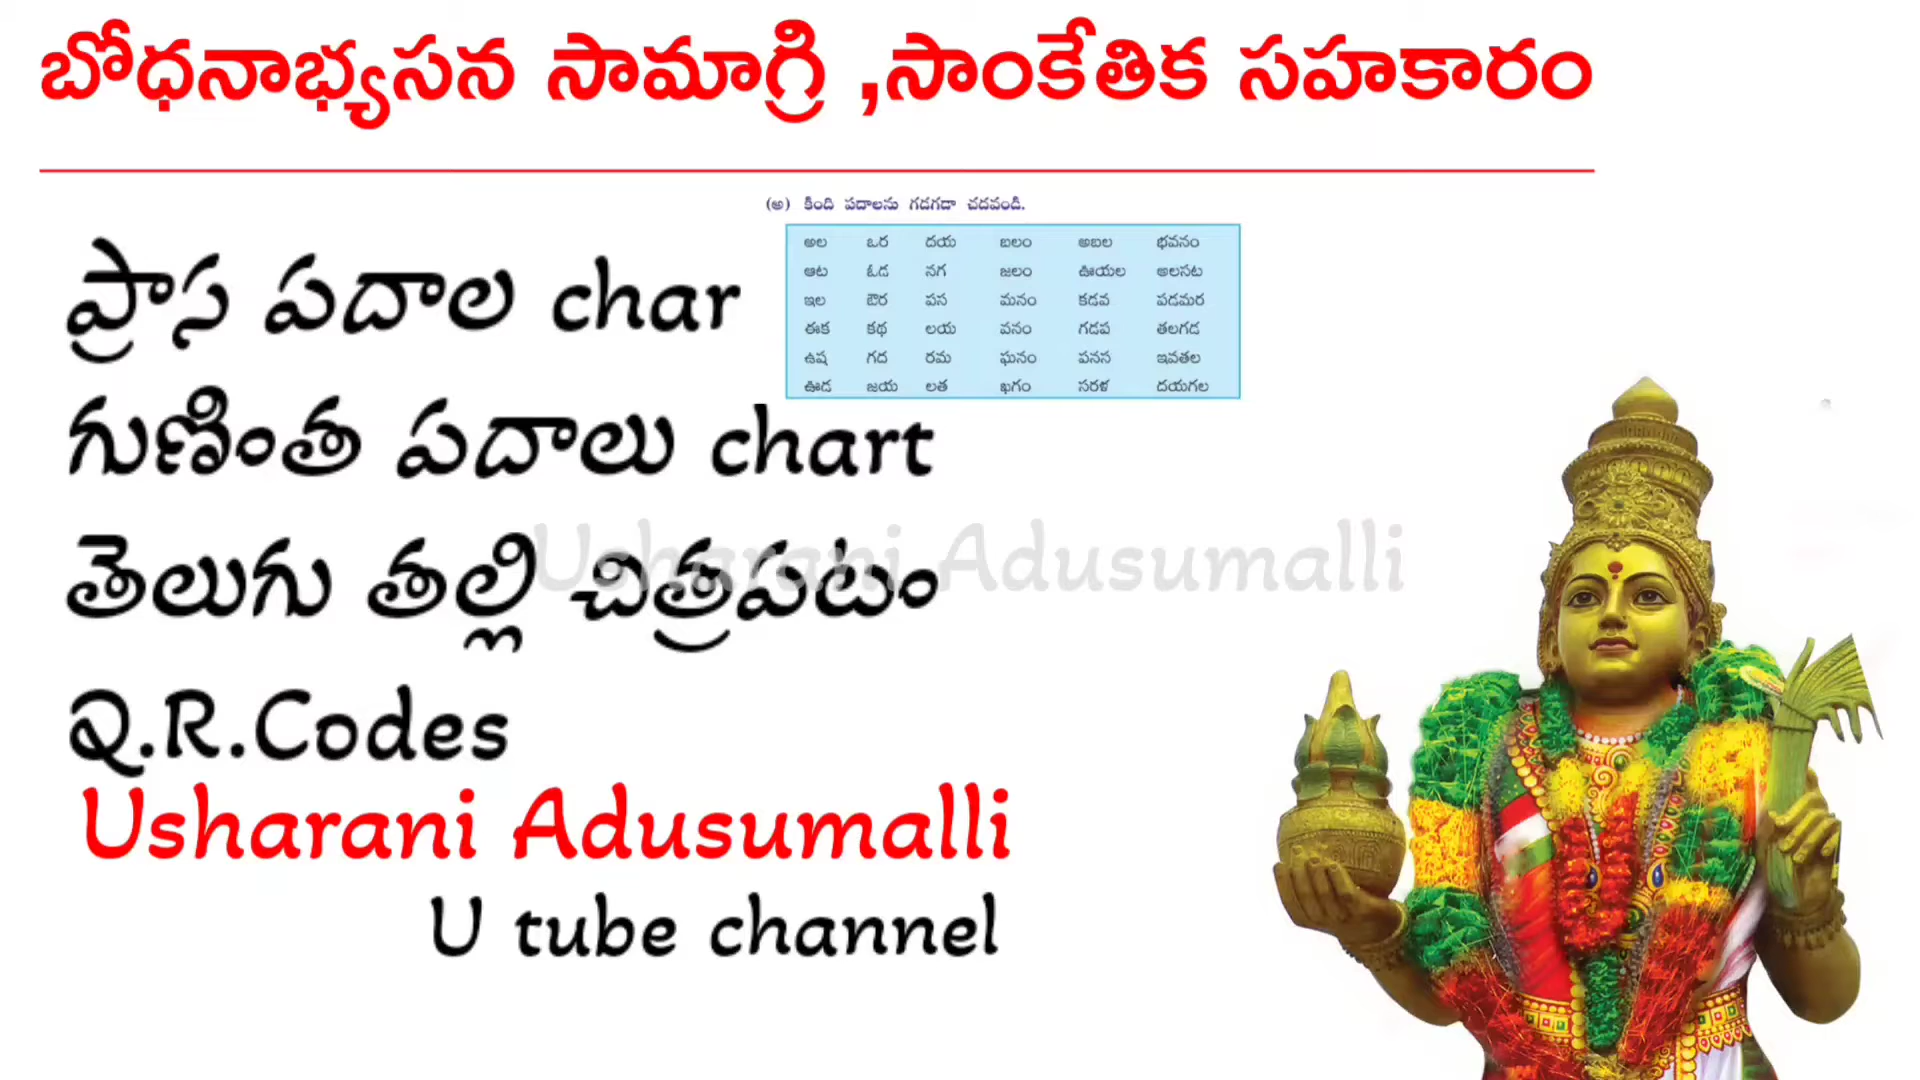 బోధనాభ్యసన సామాగ్రి ,సాంకేతిక సహకారం
(అ) కింది పదాలను గడగడా చదవండి.
అల ఒర దయ బలం అబల భవనం
ఆట ఓడ నగ జలం ఊయల అలసట
ఇల ఔర పస మనం కడవ పడమర
ఈక కథ లయ వనం గడప తలగడ
ఉష గద రమ ఘనం పనస ఇవతల
ఊడ జయ లత ఖగం సరళ దయగల
ప్రాస పదాల char
గుణింత పదాలు chart
తెలుగు తల్లి చిత్రపటం
Usharani Adusumalli
Q.R.Codes
Usharani Adusumalli
U tube channel